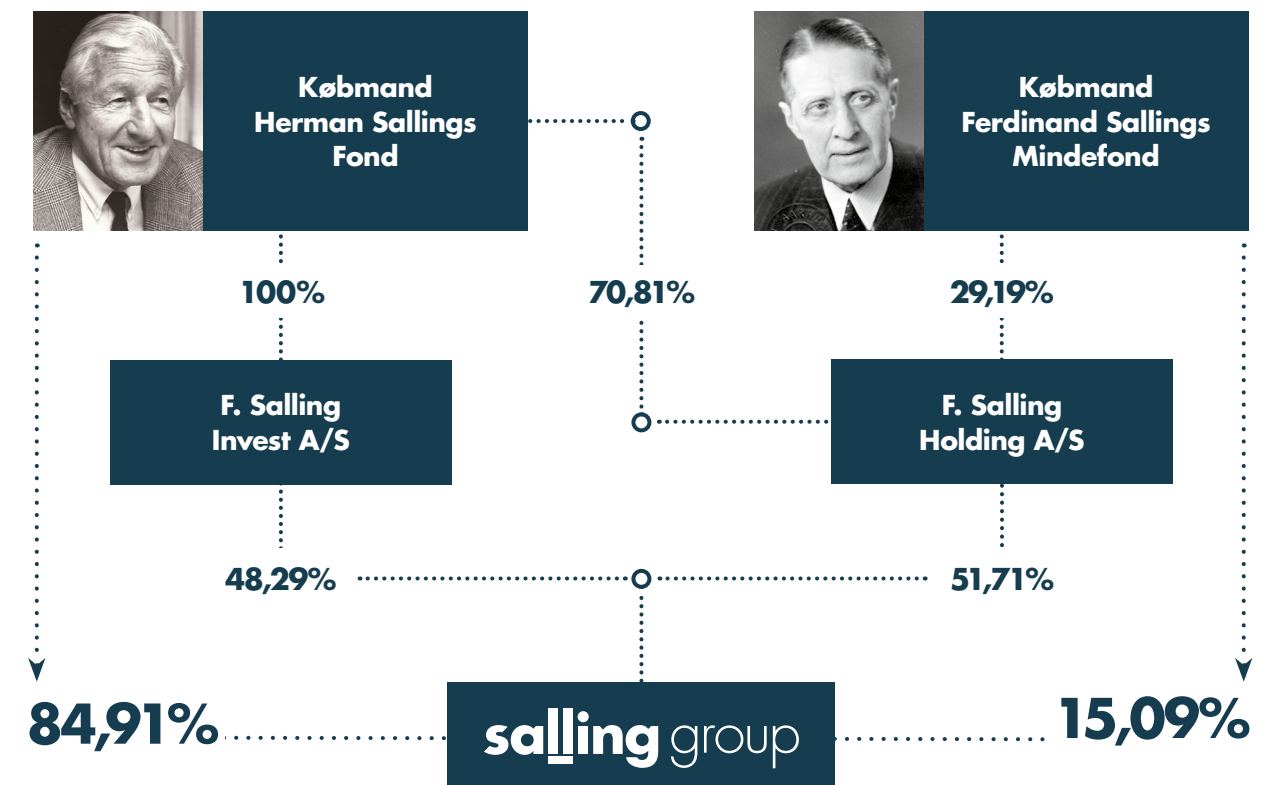 Købmand
Herman Sallings
Fond
Købmand
Ferdinand Sallings
Mindefond
100%
70,81%
29,19%
F. Salling
Invest A/S
F. Salling
Holding A/S
48,29%
51,71%
84,91%
salling group
15,09%